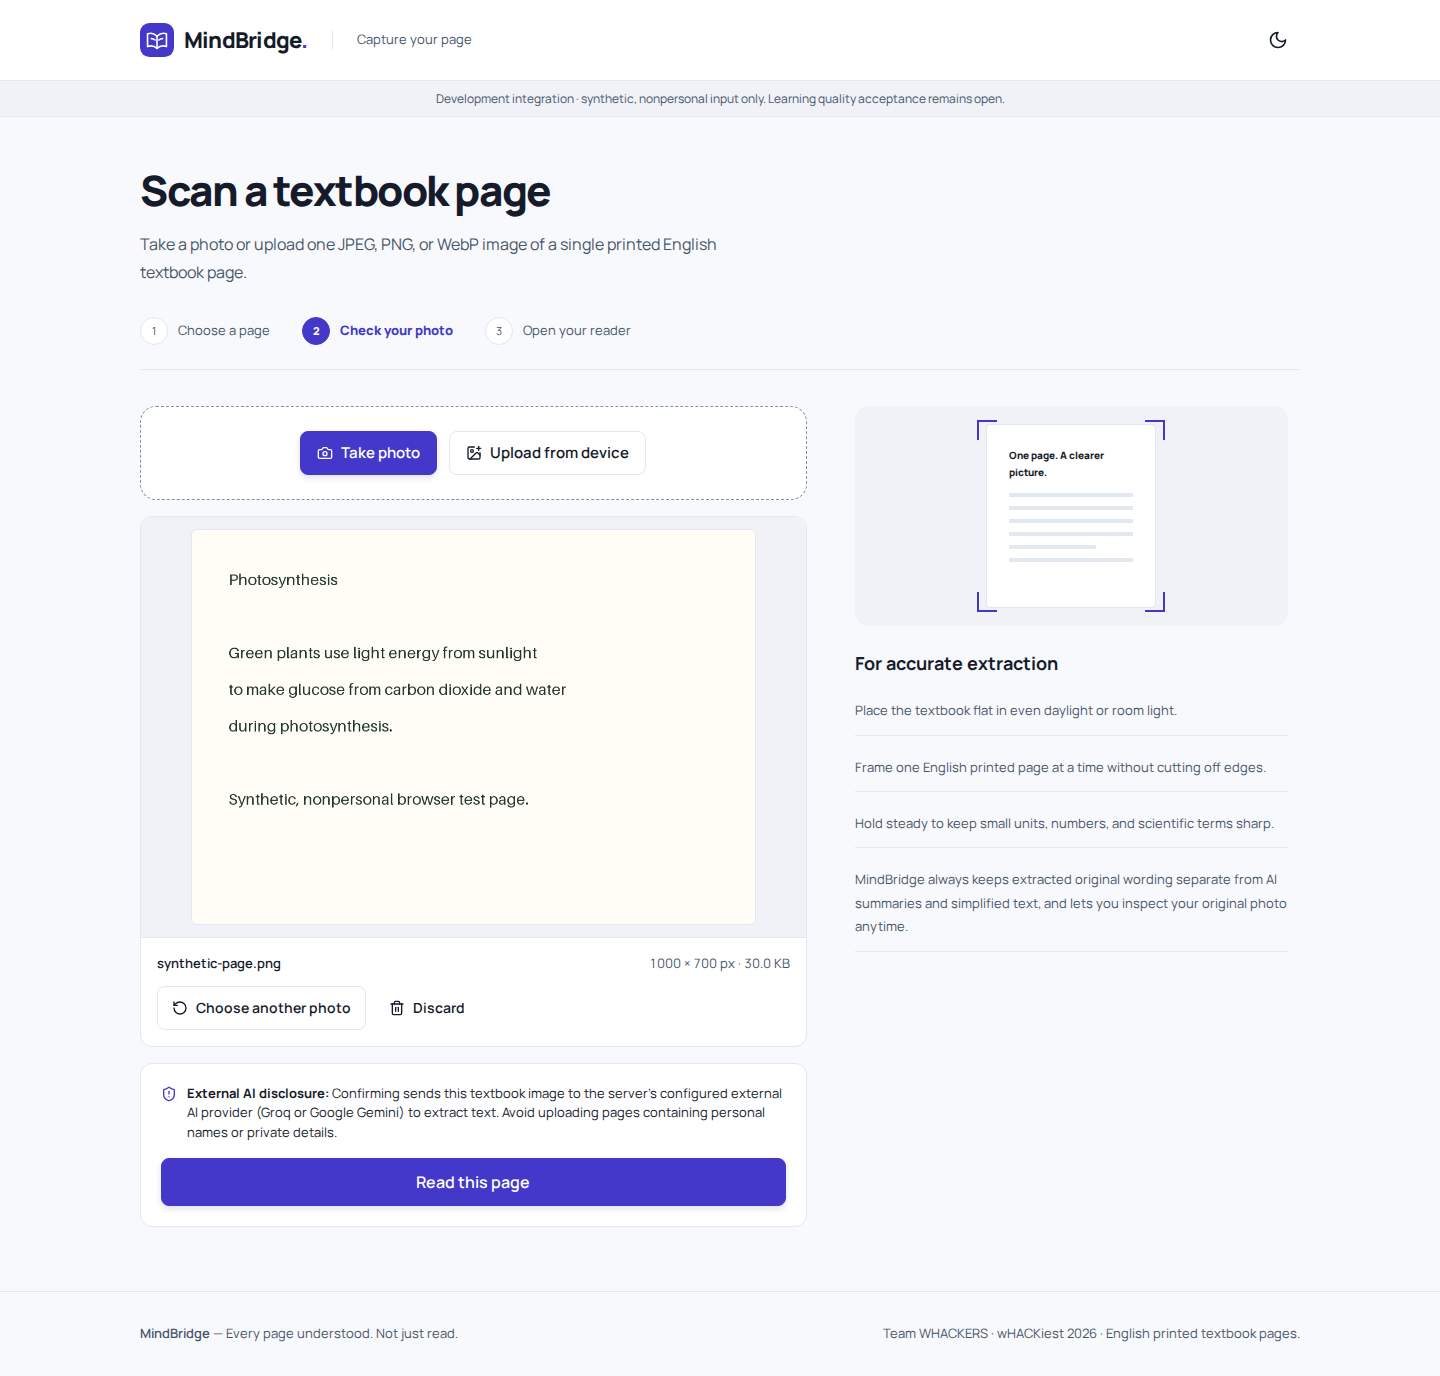 MindBridge.
Capture your page
Development integration · synthetic, nonpersonal input only. Learning quality acceptance remains open.
Scan a textbook page
Take a photo or upload one JPEG, PNG, or WebP image of a single printed English
textbook page.
1 Choose a page
2 Check your photo
3 Open your reader
Take photo
Upload from device
Photosynthesis
Green plants use light energy from sunlight
to make glucose from carbon dioxide and water
during photosynthesis.
Synthetic, nonpersonal browser test page.
synthetic-page.png
1000 × 700 px · 30.0 KB
Choose another photo
Discard
External AI disclosure: Confirming sends this textbook image to the server's configured external
AI provider (Groq or Google Gemini) to extract text. Avoid uploading pages containing personal
names or private details.
Read this page
One page. A clearer
picture.
For accurate extraction
Place the textbook flat in even daylight or room light.
Frame one English printed page at a time without cutting off edges.
Hold steady to keep small units, numbers, and scientific terms sharp.
MindBridge always keeps extracted original wording separate from AI
summaries and simplified text, and lets you inspect your original photo
anytime.
MindBridge — Every page understood. Not just read.
Team WHACKERS · wHACKiest 2026 · English printed textbook pages.